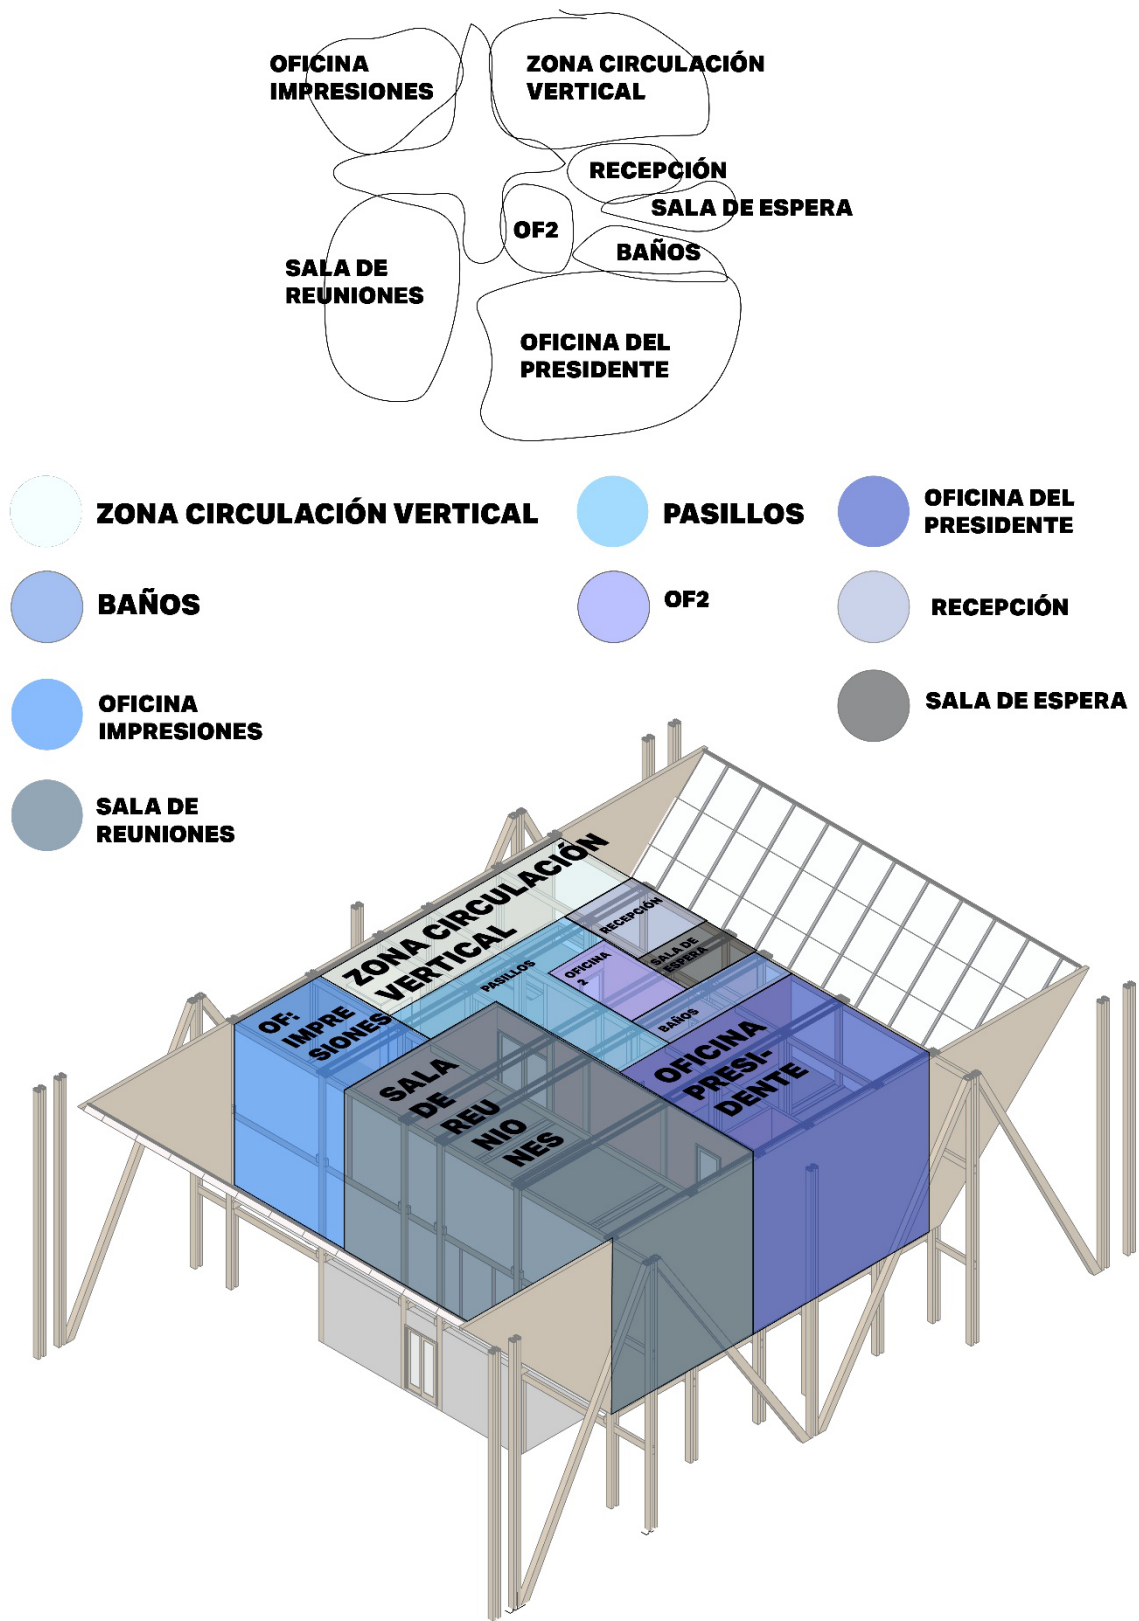 OFICINA
IMPRESIONES
ZONA CIRCULACIÓN
VERTICAL
RECEPCIÓN
SALA DE ESPERA
OF2
BAÑOS
SALA DE
REUNIONES
OFICINA DEL
PRESIDENTE
ZONA CIRCULACIÓN VERTICAL
PASILLOS
OFICINA DEL
PRESIDENTE
BAÑOS
OF2
RECEPCIÓN
OFICINA
IMPRESIONES
SALA DE ESPERA
SALA DE
REUNIONES
ZONA CIRCULACIÓN
VERTICAL
RECEPCIÓN
SALA DE
ESPERA
PASILLOS
OFICINA
2
BAÑOS
OF:
IMPRE
SIONES
SALA
DE
REU
NIO
NES
OFICINA
PRESI-
DENTE